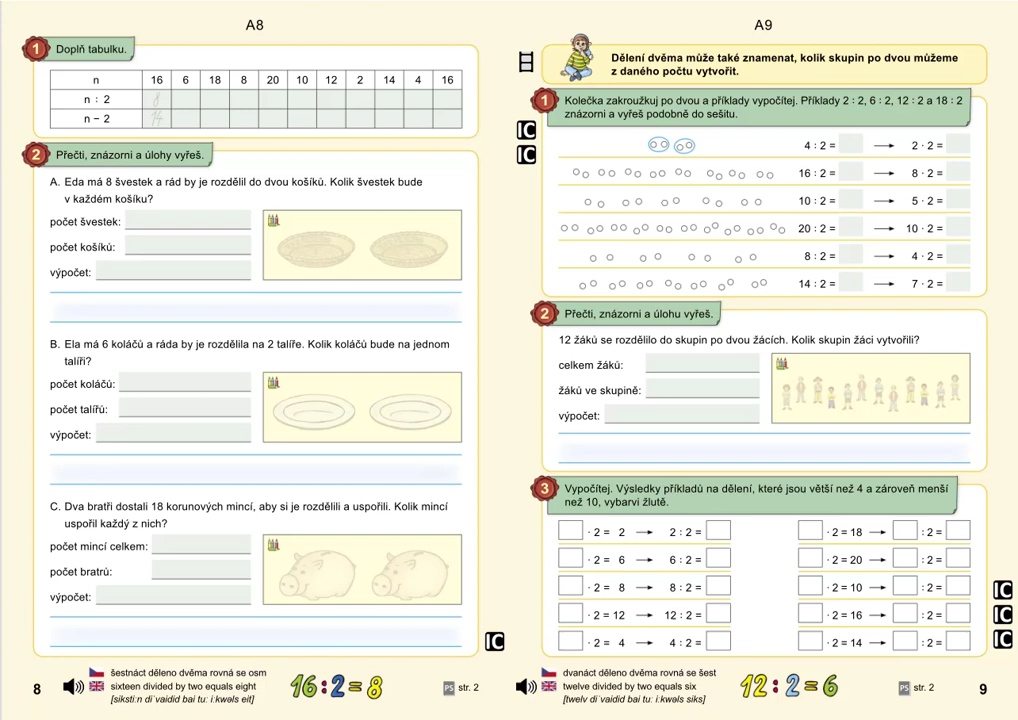 A8
1 Doplň tabulku.
n 16 6 18 8 20 10 12 2 14 4 16
n : 2 8
n − 2 14
2 Přečti, znázorni a úlohy vyřeš.
A. Eda má 8 švestek a rád by je rozdělil do dvou košíků. Kolik švestek bude
v každém košíku?
počet švestek:
počet košíků:
výpočet:
B. Ela má 6 koláčů a ráda by je rozdělila na 2 talíře. Kolik koláčů bude na jednom
talíři?
počet koláčů:
počet talířů:
výpočet:
C. Dva bratři dostali 18 korunových mincí, aby si je rozdělili a uspořili. Kolik mincí
uspořil každý z nich?
počet mincí celkem:
počet bratrů:
výpočet:
IC
8
šestnáct děleno dvěma rovná se osm
sixteen divided by two equals eight
[siksti:n di˙vaidid bai tu: i:kwəls eit]
16:2=8
PS str. 2
A9
Dělení dvěma může také znamenat, kolik skupin po dvou můžeme
z daného počtu vytvořit.
1 Kolečka zakroužkuj po dvou a příklady vypočítej. Příklady 2 : 2, 6 : 2, 12 : 2 a 18 : 2
znázorni a vyřeš podobně do sešitu.
IC
IC
4 : 2 = → 2 · 2 =
16 : 2 = → 8 · 2 =
10 : 2 = → 5 · 2 =
20 : 2 = → 10 · 2 =
8 : 2 = → 4 · 2 =
14 : 2 = → 7 · 2 =
2 Přečti, znázorni a úlohu vyřeš.
12 žáků se rozdělilo do skupin po dvou žácích. Kolik skupin žáci vytvořili?
celkem žáků:
žáků ve skupině:
výpočet:
3 Vypočítej. Výsledky příkladů na dělení, které jsou větší než 4 a zároveň menší
než 10, vybarvi žlutě.
· 2 = 2 → 2 : 2 = · 2 = 18 → : 2 =
· 2 = 6 → 6 : 2 = · 2 = 20 → : 2 =
· 2 = 8 → 8 : 2 = · 2 = 10 → : 2 =
· 2 = 12 → 12 : 2 = · 2 = 16 → : 2 =
· 2 = 4 → 4 : 2 = · 2 = 14 → : 2 =
IC
IC
IC
dvanáct děleno dvěma rovná se šest
twelve divided by two equals six
[twelv di˙vaidid bai tu: i:kwəls siks]
12:2=6
PS str. 2
9